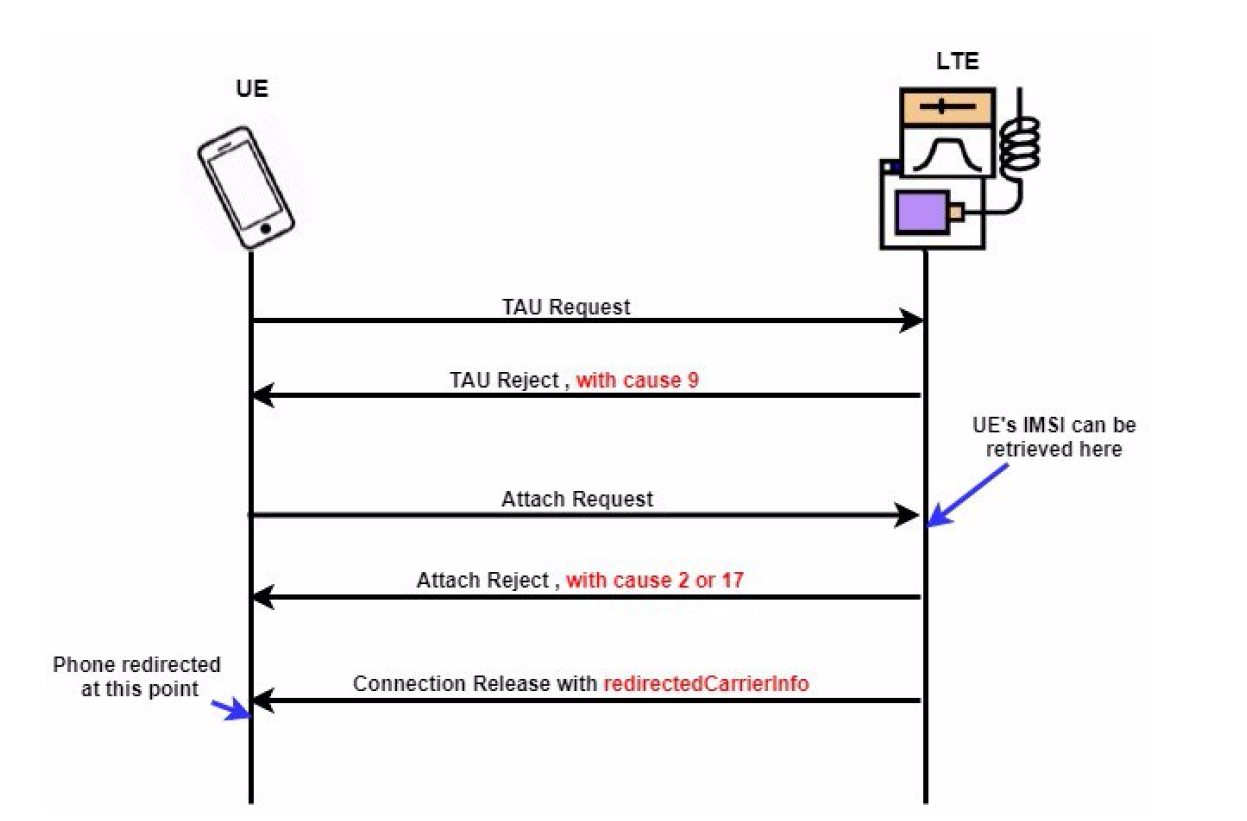 LTE
UE
TAU Request
TAU Reject , with cause 9
UE's IMSI can be
retrieved here
Attach Request
Attach Reject , with cause 2 or 17
Phone redirected
at this point
Connection Release with redirectedCarrierInfo